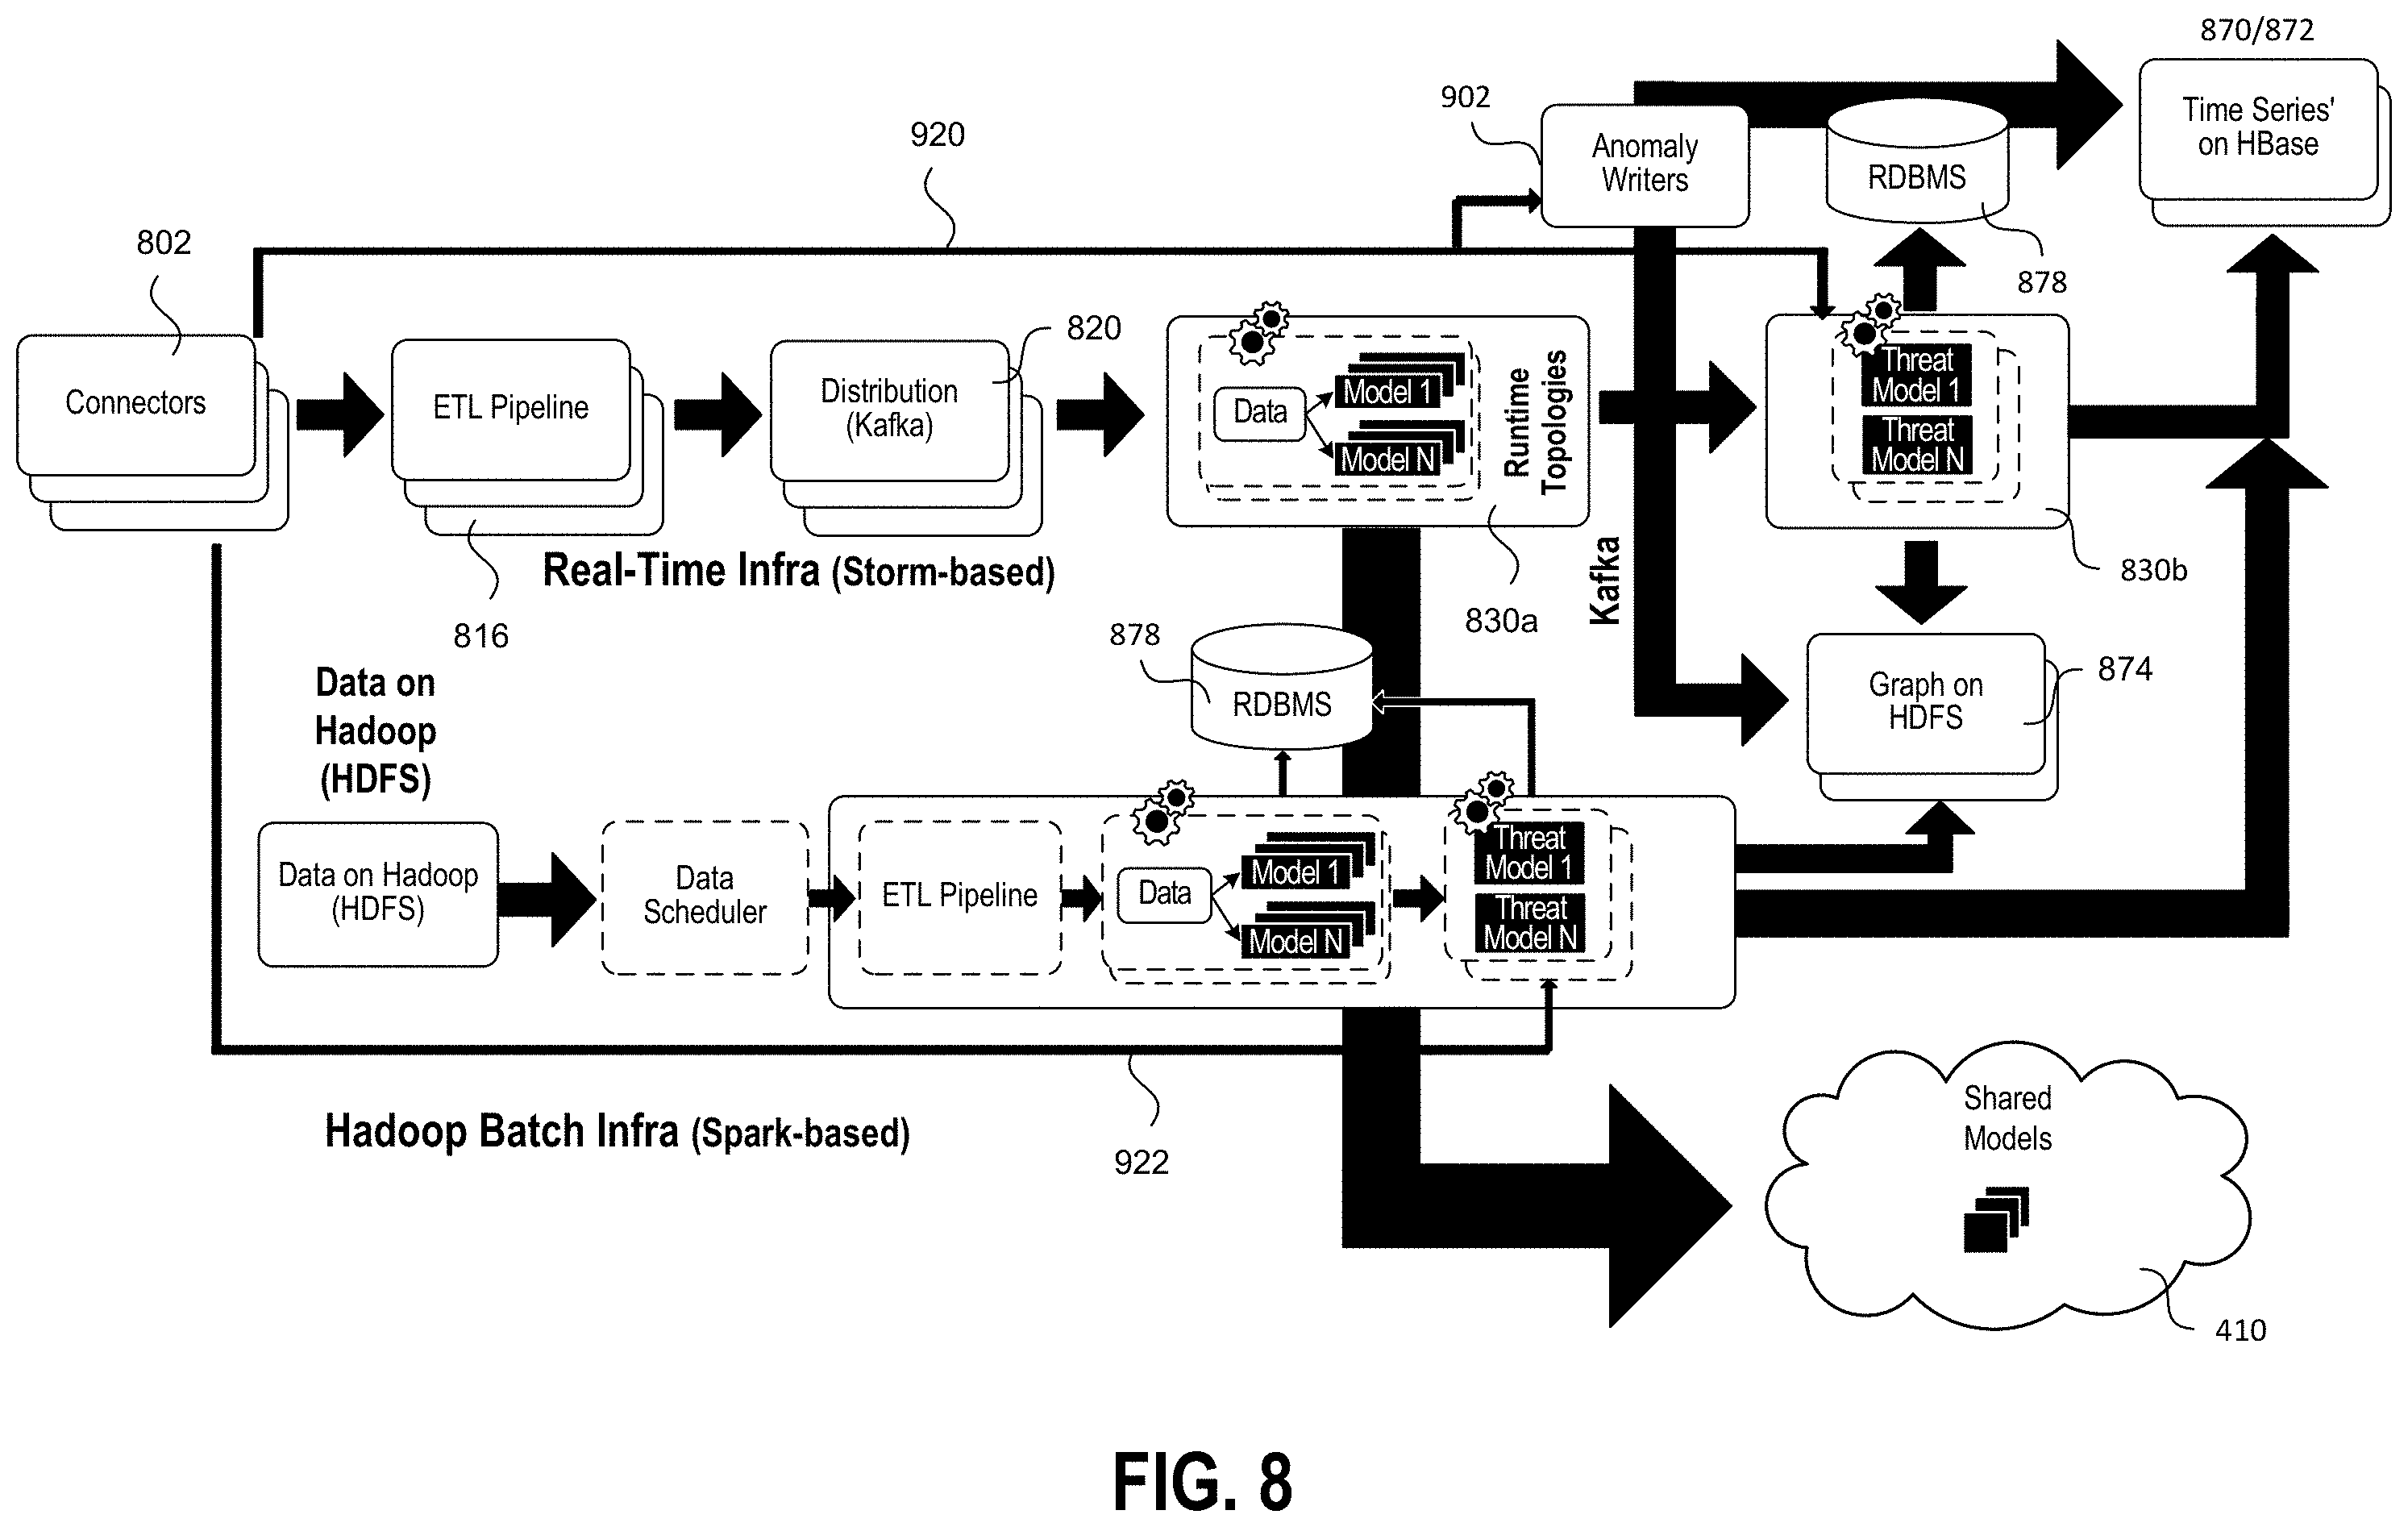 870/872
902
Time Series'
on HBase
920
Anomaly
Writers
RDBMS
802
878
820
Connectors
ETL Pipeline
Distribution
(Kafka)
Data
Model 1
Model N
Runtime
Topologies
Threat
Model 1
Threat
Model N
Real-Time Infra (Storm-based)
Kafka
830b
816
830a
878
Data on
Hadoop
(HDFS)
RDBMS
Graph on
HDFS
874
Data on Hadoop
(HDFS)
Data
Scheduler
ETL Pipeline
Data
Model 1
Model N
Threat
Model 1
Threat
Model N
Hadoop Batch Infra (Spark-based)
922
Shared
Models
410
FIG. 8